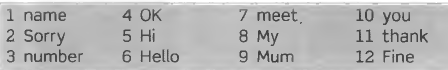 1 name 4 OK 7 meet 10 you
2 Sorry 5 Hi 8 My 11 thank
3 number 6 Hello 9 Mum 12 Fine